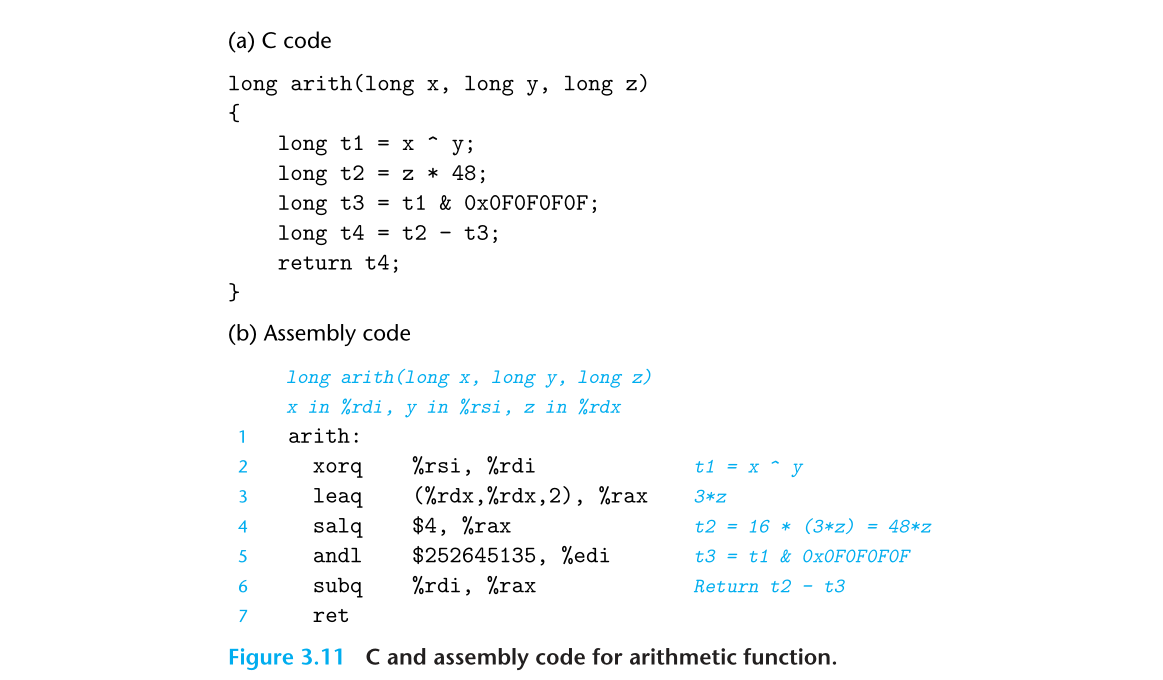 (a) C code
long arith(long x, long y, long z)
{
    long t1 = x ^ y;
    long t2 = z * 48;
    long t3 = t1 & 0x0F0F0F0F;
    long t4 = t2 - t3;
    return t4;
}
(b) Assembly code
long arith(long x, long y, long z)
x in %rdi, y in %rsi, z in %rdx
1 arith:
2 xorq %rsi, %rdi t1 = x ^ y
3 leaq (%rdx,%rdx,2), %rax 3*z
4 salq $4, %rax t2 = 16 * (3*z) = 48*z
5 andl $252645135, %edi t3 = t1 & 0x0F0F0F0F
6 subq %rdi, %rax Return t2 - t3
7 ret
Figure 3.11 C and assembly code for arithmetic function.